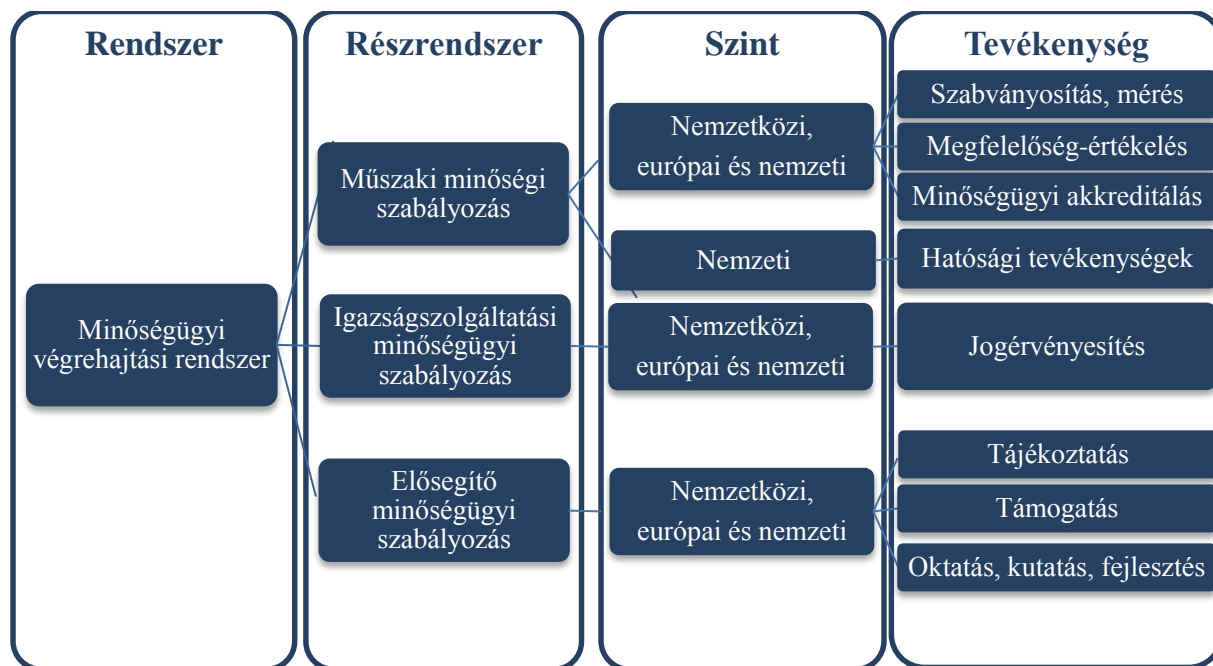 Rendszer
Minőségügyi
végrehajtási rendszer
Részrendszer
Műszaki minőségi
szabályozás
Igazságszolgáltatási
minőségügyi
szabályozás
Elősegítő
minőségügyi
szabályozás
Szint
Nemzetközi,
európai és nemzeti
Nemzeti
Nemzetközi,
európai és nemzeti
Nemzetközi,
európai és nemzeti
Tevékenység
Szabványosítás, mérés
Megfelelőség-értékelés
Minőségügyi akkreditálás
Hatósági tevékenységek
Jogérvényesítés
Tájékoztatás
Támogatás
Oktatás, kutatás, fejlesztés